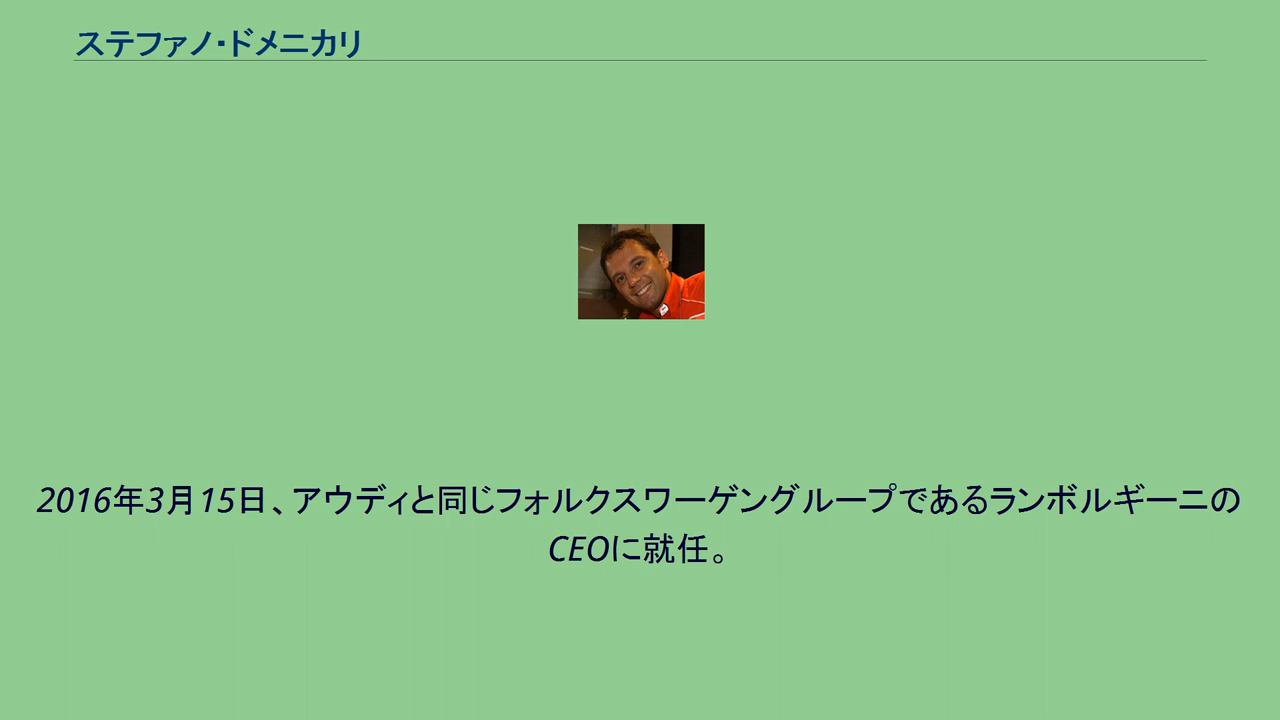 ステファノ・ドメニカリ
2016年3月15日、アウディと同じフォルクスワーゲングループであるランボルギーニの
CEOに就任。